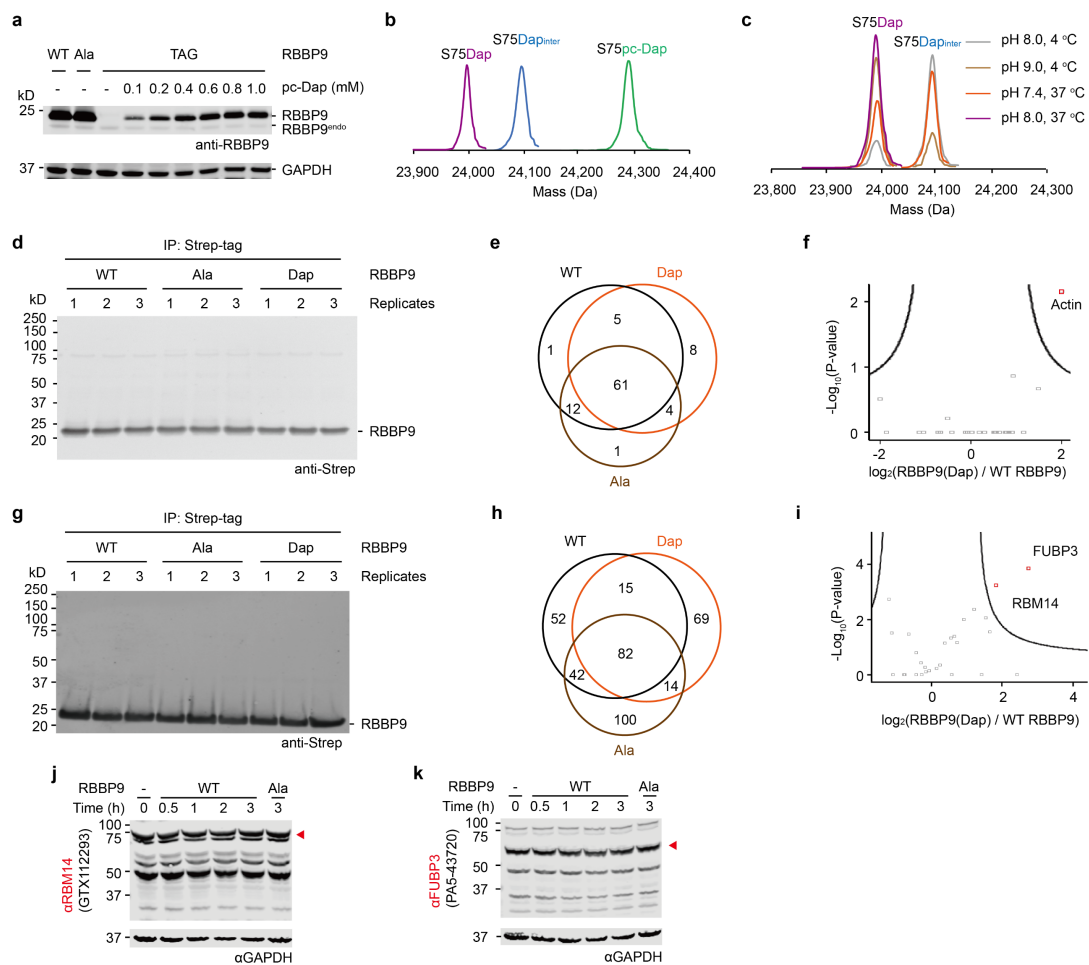 a
WT Ala TAG RBBP9
- - - 0.1 0.2 0.4 0.6 0.8 1.0 pc-Dap (mM)
kD
25
RBBP9
RBBP9endo
anti-RBBP9
37
GAPDH
b
S75Dap
S75Dapinter
S75pc-Dap
23,900 24,000 24,100 24,200 24,300 24,400
Mass (Da)
c
S75Dap
S75Dapinter
pH 8.0, 4 °C
pH 9.0, 4 °C
pH 7.4, 37 °C
pH 8.0, 37 °C
23,800 23,900 24,000 24,100 24,200 24,300
Mass (Da)
d
IP: Strep-tag
WT Ala Dap RBBP9
1 2 3 1 2 3 1 2 3 Replicates
kD
250
150
100
75
50
37
25
20
RBBP9
anti-Strep
e
WT
Dap
5
1
8
61
12
4
1
Ala
f
2
Actin
1
0
-2 0 2
-Log10(P-value)
log2(RBBP9(Dap) / WT RBBP9)
g
IP: Strep-tag
WT Ala Dap RBBP9
1 2 3 1 2 3 1 2 3 Replicates
kD
250
150
100
75
50
37
25
20
RBBP9
anti-Strep
h
WT
Dap
15
52
69
82
42
14
100
Ala
i
FUBP3
4
RBM14
2
0
0 2 4
-Log10(P-value)
log2(RBBP9(Dap) / WT RBBP9)
j
RBBP9 - WT Ala
Time (h) 0 0.5 1 2 3 3
100
75
50
37
αRBM14
(GTX112293)
37
αGAPDH
k
RBBP9 - WT Ala
Time (h) 0 0.5 1 2 3 3
100
75
50
37
αFUBP3
(PA5-43720)
37
αGAPDH